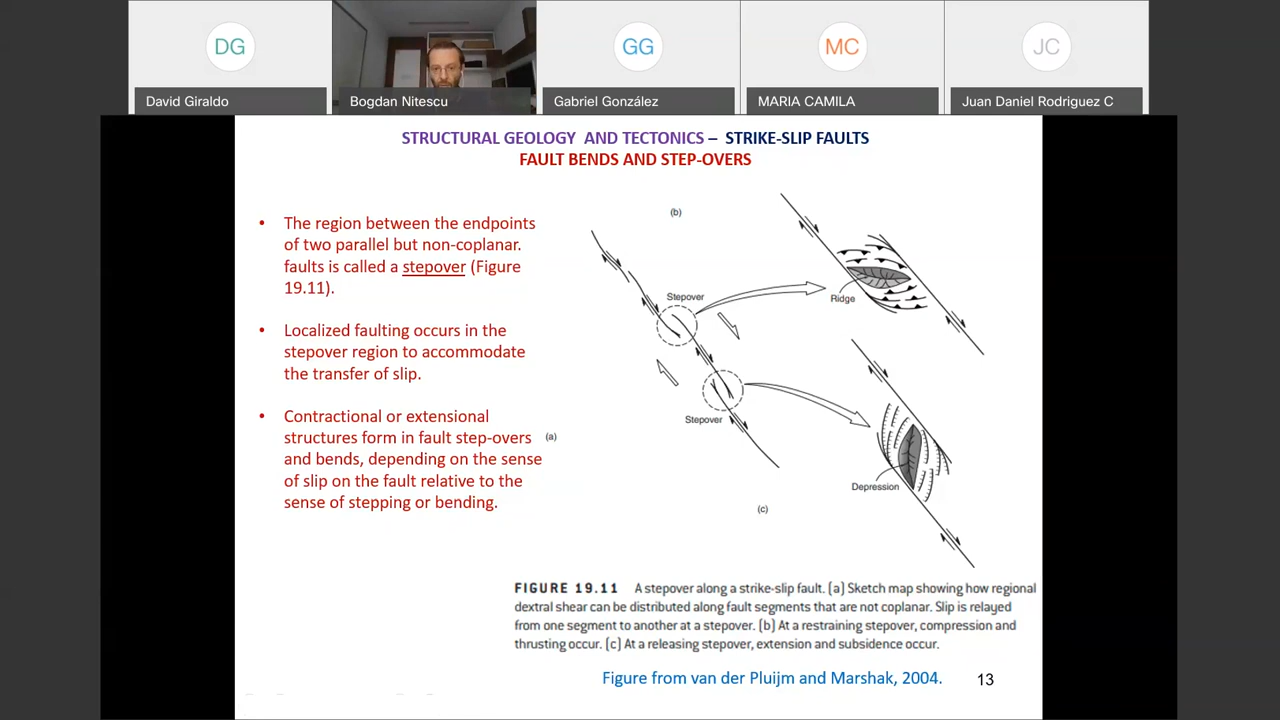 DG
GG
MC
JC
David Giraldo
Bogdan Nitescu
Gabriel González
MARIA CAMILA
Juan Daniel Rodriguez C
STRUCTURAL GEOLOGY AND TECTONICS – STRIKE-SLIP FAULTS
FAULT BENDS AND STEP-OVERS
• The region between the endpoints
of two parallel but non-coplanar.
faults is called a stepover (Figure
19.11).
• Localized faulting occurs in the
stepover region to accommodate
the transfer of slip.
• Contractional or extensional
structures form in fault step-overs
and bends, depending on the sense
of slip on the fault relative to the
sense of stepping or bending.
(a)
(b)
Stepover
Ridge
Stepover
Depression
(c)
FIGURE 19.11 A stepover along a strike-slip fault. (a) Sketch map showing how regional
dextral shear can be distributed along fault segments that are not coplanar. Slip is relayed
from one segment to another at a stepover. (b) At a restraining stepover, compression and
thrusting occur. (c) At a releasing stepover, extension and subsidence occur.
Figure from van der Pluijm and Marshak, 2004.
13